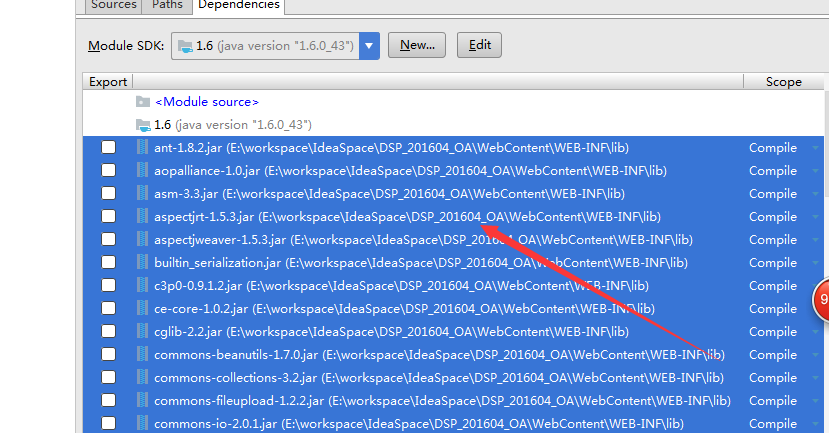 Sources Paths Dependencies
Module SDK: 1.6 (java version "1.6.0_43") New... Edit
Export Scope
<Module source>
1.6 (java version "1.6.0_43")
ant-1.8.2.jar (E:\workspace\IdeaSpace\DSP_201604_OA\WebContent\WEB-INF\lib) Compile
aopalliance-1.0.jar (E:\workspace\IdeaSpace\DSP_201604_OA\WebContent\WEB-INF\lib) Compile
asm-3.3.jar (E:\workspace\IdeaSpace\DSP_201604_OA\WebContent\WEB-INF\lib) Compile
aspectjrt-1.5.3.jar (E:\workspace\IdeaSpace\DSP_201604_OA\WebContent\WEB-INF\lib) Compile
aspectjweaver-1.5.3.jar (E:\workspace\IdeaSpace\DSP_201604_OA\WebContent\WEB-INF\lib) Compile
builtin_serialization.jar (E:\workspace\IdeaSpace\DSP_201604_OA\WebContent\WEB-INF\lib) Compile
c3p0-0.9.1.2.jar (E:\workspace\IdeaSpace\DSP_201604_OA\WebContent\WEB-INF\lib) Compile
ce-core-1.0.2.jar (E:\workspace\IdeaSpace\DSP_201604_OA\WebContent\WEB-INF\lib) Compile
cglib-2.2.jar (E:\workspace\IdeaSpace\DSP_201604_OA\WebContent\WEB-INF\lib) Compile
commons-beanutils-1.7.0.jar (E:\workspace\IdeaSpace\DSP_201604_OA\WebContent\WEB-INF\lib) Compile
commons-collections-3.2.jar (E:\workspace\IdeaSpace\DSP_201604_OA\WebContent\WEB-INF\lib) Compile
commons-fileupload-1.2.2.jar (E:\workspace\IdeaSpace\DSP_201604_OA\WebContent\WEB-INF\lib) Compile
commons-io-2.0.1.jar (E:\workspace\IdeaSpace\DSP_201604_OA\WebContent\WEB-INF\lib) Compile